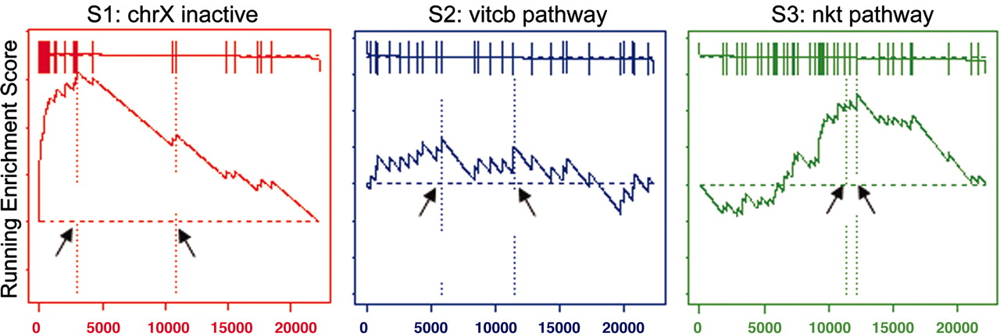 S1: chrX inactive
S2: vitcb pathway
S3: nkt pathway
Running Enrichment Score
0 5000 10000 15000 20000
0 5000 10000 15000 20000
0 5000 10000 15000 20000